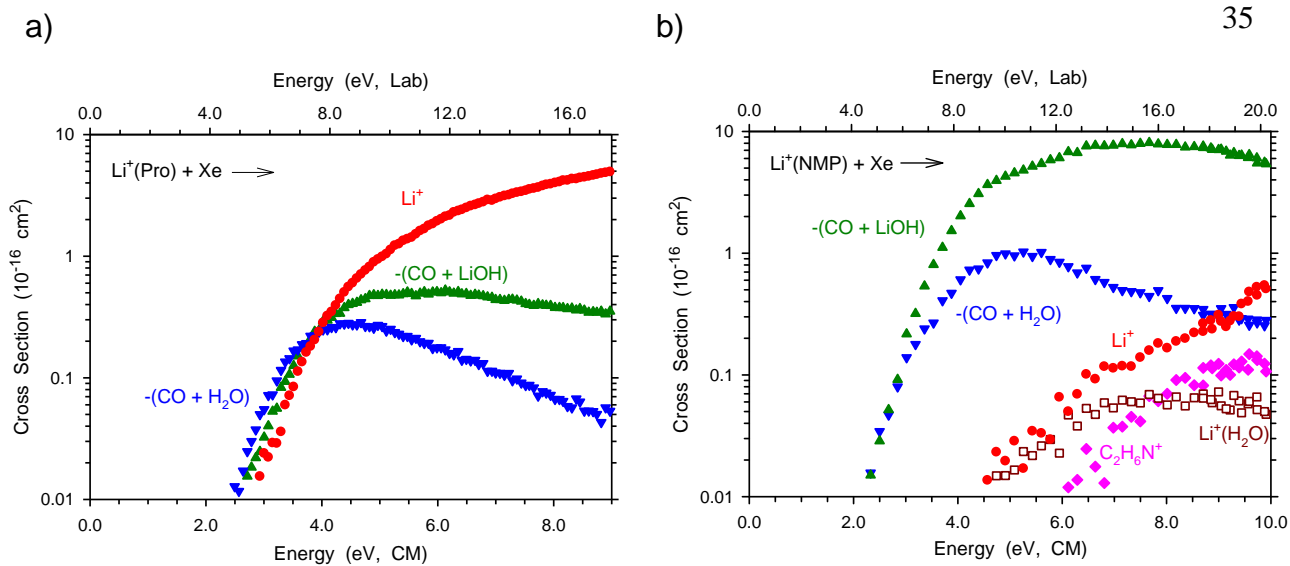 35
a)
Energy (eV, Lab)
0.0 4.0 8.0 12.0 16.0
10
1
0.1
0.01
Cross Section (10⁻¹⁶ cm²)
Li⁺(Pro) + Xe →
Li⁺
-(CO + LiOH)
-(CO + H₂O)
0.0 2.0 4.0 6.0 8.0
Energy (eV, CM)
b)
Energy (eV, Lab)
0.0 4.0 8.0 12.0 16.0 20.0
10
1
0.1
0.01
Cross Section (10⁻¹⁶ cm²)
Li⁺(NMP) + Xe →
-(CO + LiOH)
-(CO + H₂O)
Li⁺
Li⁺(H₂O)
C₂H₆N⁺
0.0 2.0 4.0 6.0 8.0 10.0
Energy (eV, CM)